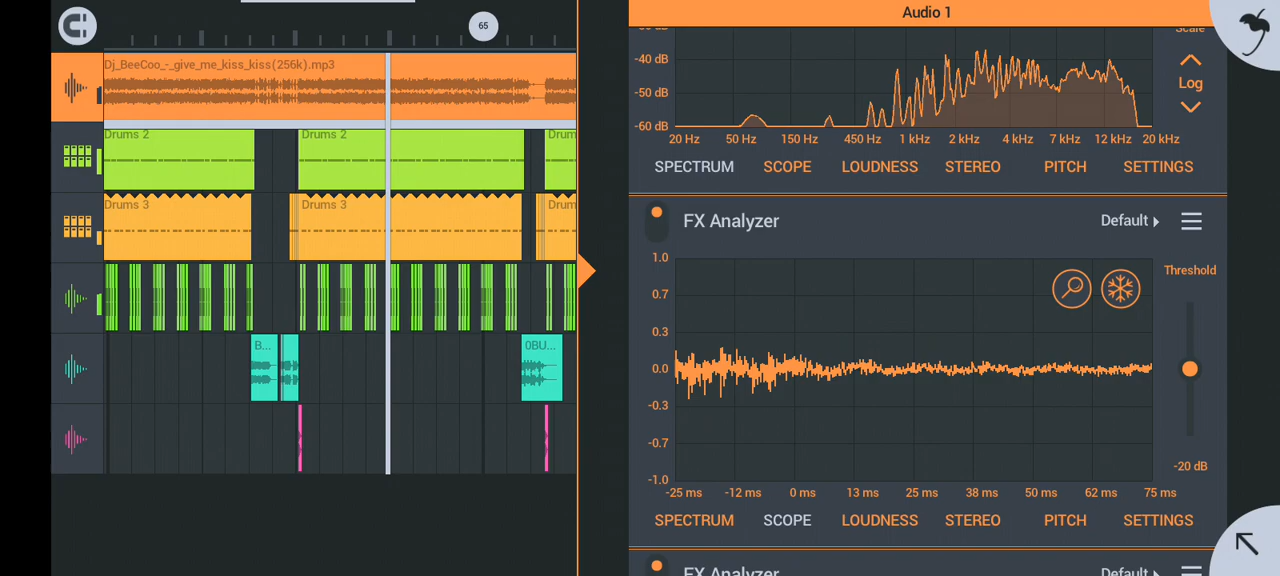 65
Dj_BeeCoo_-_give_me_kiss_kiss(256k).mp3
Drums 2
Drums 2
Drum
Drums 3
Drums 3
Drum
B...
0BU...
Audio 1
Scale
-40 dB
-50 dB
-60 dB
Log
20 Hz 50 Hz 150 Hz 450 Hz 1 kHz 2 kHz 4 kHz 7 kHz 12 kHz 20 kHz
SPECTRUM SCOPE LOUDNESS STEREO PITCH SETTINGS
FX Analyzer Default
1.0
0.7
0.3
0.0
-0.3
-0.7
-1.0
Threshold
-20 dB
-25 ms -12 ms 0 ms 13 ms 25 ms 38 ms 50 ms 62 ms 75 ms
SPECTRUM SCOPE LOUDNESS STEREO PITCH SETTINGS
FX Analyzer Default